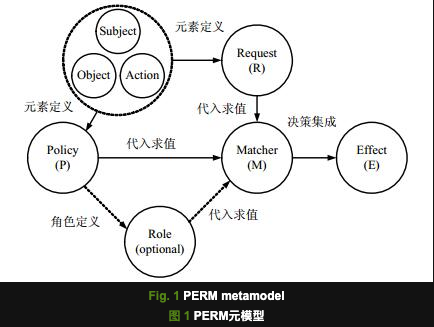 Subject
元素定义
Object
Action
Request
(R)
元素定义
代入求值
决策集成
Policy
(P)
代入求值
Matcher
(M)
Effect
(E)
角色定义
代入求值
Role
(optional)
Fig. 1 PERM metamodel
图 1 PERM元模型